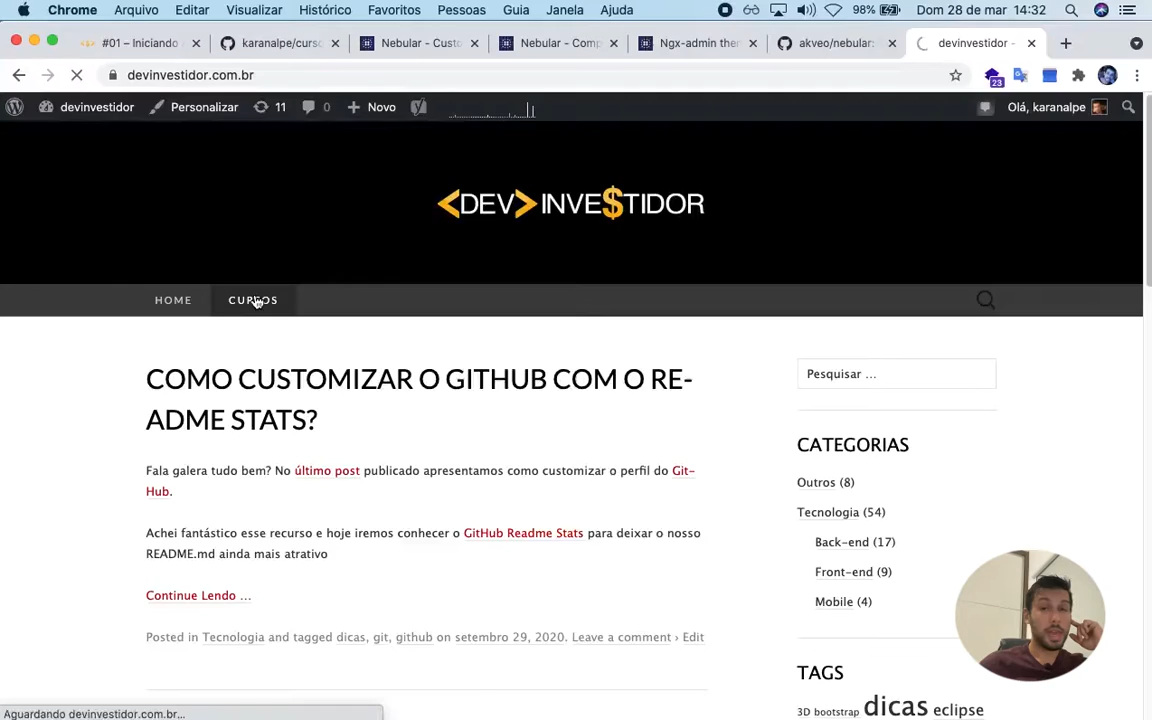 Chrome Arquivo Editar Visualizar Histórico Favoritos Pessoas Guia Janela Ajuda 98% Dom 28 de mar 14:32
#01 – Iniciando karanalpe/curso Nebular - Custo Nebular - Comp Ngx-admin the akveo/nebular: devinvestidor -
devinvestidor.com.br 23
devinvestidor Personalizar 11 0 Novo Olá, karanalpe
<DEV>INVE$TIDOR
HOME CURSOS
COMO CUSTOMIZAR O GITHUB COM O RE-
ADME STATS?
Fala galera tudo bem? No último post publicado apresentamos como customizar o perfil do Git-
Hub.
Achei fantástico esse recurso e hoje iremos conhecer o GitHub Readme Stats para deixar o nosso
README.md ainda mais atrativo
Continue Lendo …
Posted in Tecnologia and tagged dicas, git, github on setembro 29, 2020. Leave a comment › Edit
Pesquisar …
CATEGORIAS
Outros (8)
Tecnologia (54)
Back-end (17)
Front-end (9)
Mobile (4)
TAGS
3D bootstrap dicas eclipse
Aguardando devinvestidor.com.br...